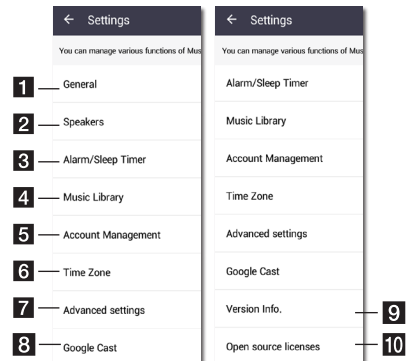 ← Settings
You can manage various functions of Mus
1 General
2 Speakers
3 Alarm/Sleep Timer
4 Music Library
5 Account Management
6 Time Zone
7 Advanced settings
8 Google Cast
← Settings
You can manage various functions of Mus
Alarm/Sleep Timer
Music Library
Account Management
Time Zone
Advanced settings
Google Cast
Version Info. 9
Open source licenses 10